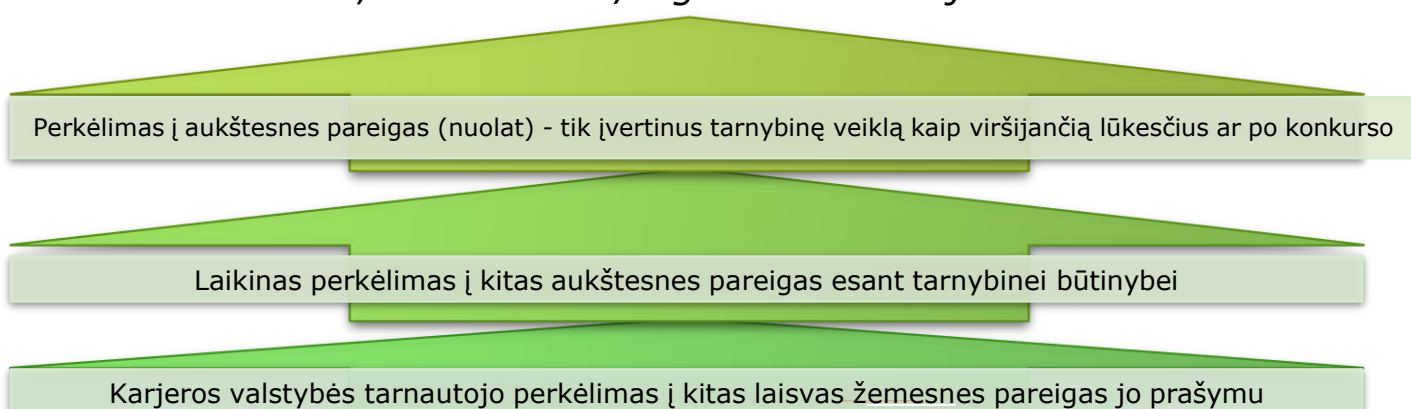 Perkėlimas į aukštesnes pareigas (nuolat) - tik įvertinus tarnybinę veiklą kaip viršijančią lūkesčius ar po konkurso
Laikinas perkėlimas į kitas aukštesnes pareigas esant tarnybinei būtinybei
Karjeros valstybės tarnautojo perkėlimas į kitas laisvas žemesnes pareigas jo prašymu